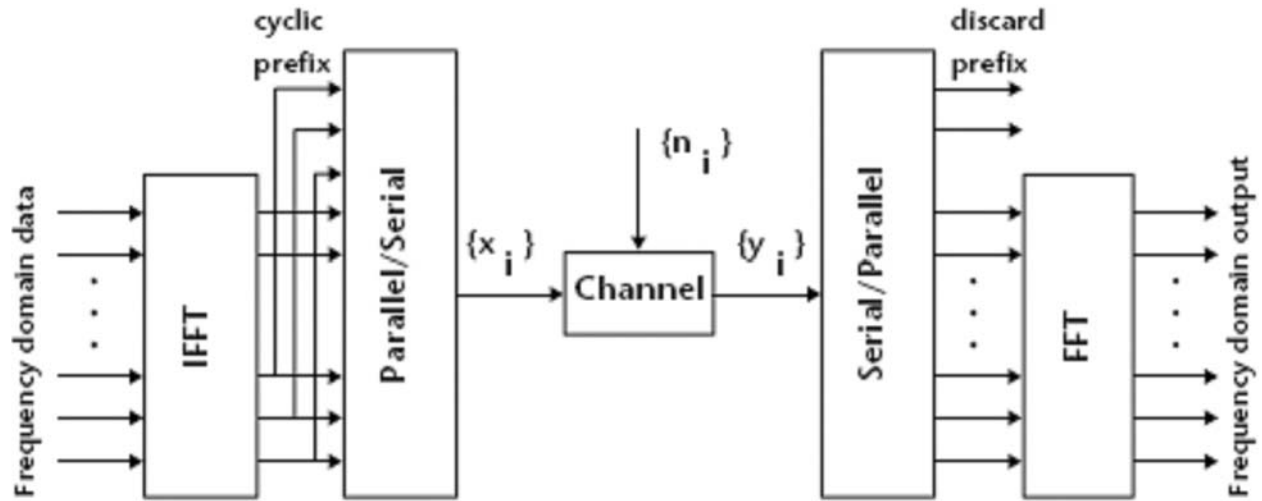 cyclic
prefix
discard
prefix
Frequency domain data
IFFT
Parallel/Serial
{x i }
{n i }
Channel
{y i }
Serial/Parallel
FFT
Frequency domain output